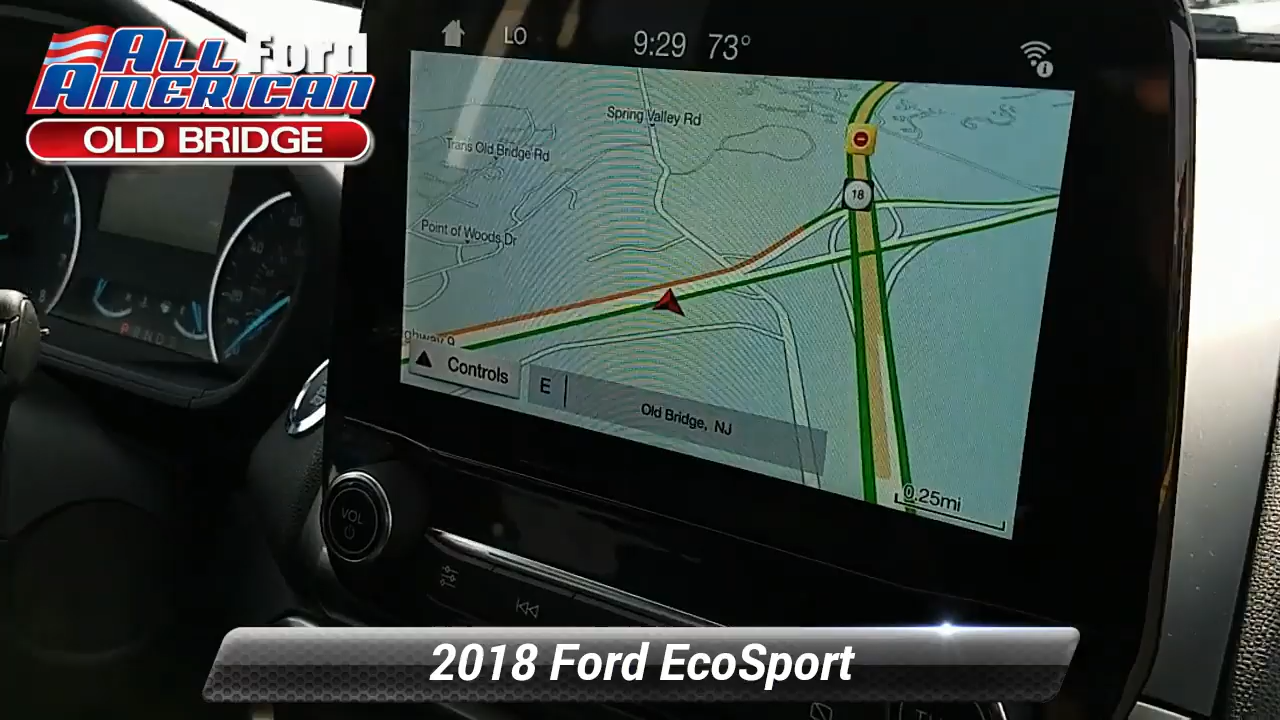 All
Ford
American
OLD BRIDGE
LO
9:29 73°
Spring Valley Rd
Trans Old Bridge Rd
18
Point of Woods Dr
Controls
E
Old Bridge, NJ
0.25mi
VOL
2018 Ford EcoSport